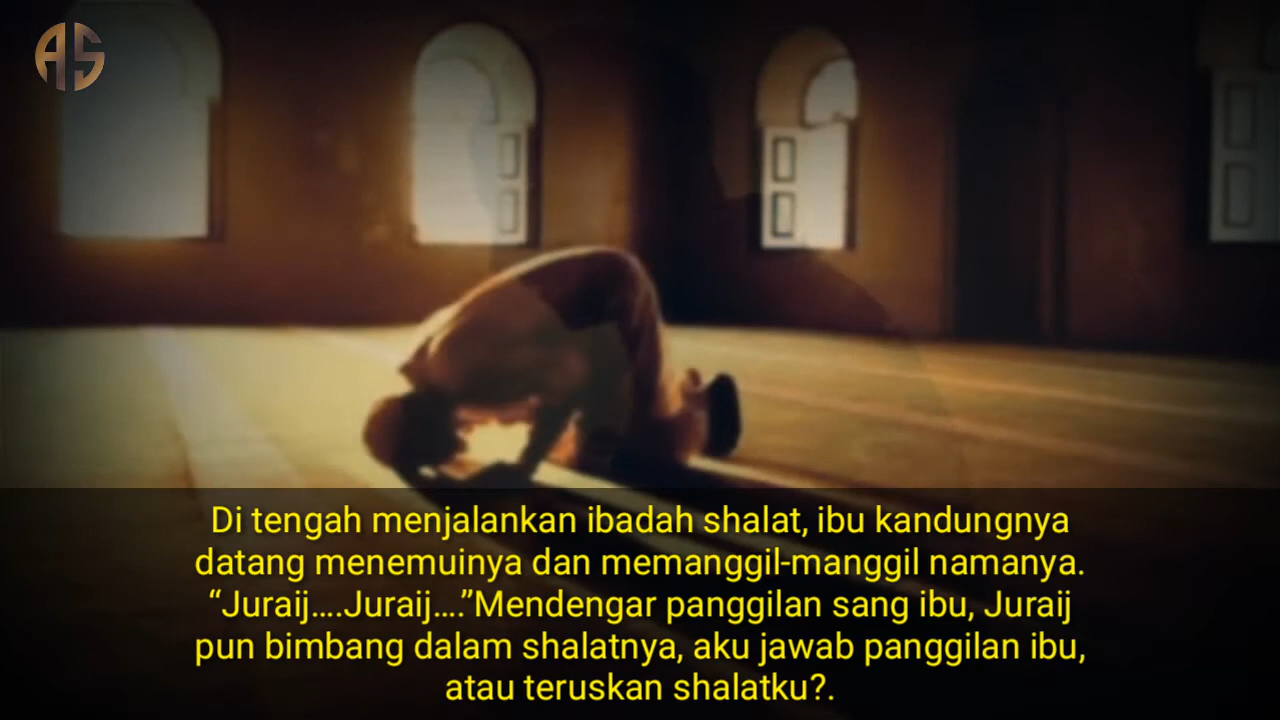 AS
Di tengah menjalankan ibadah shalat, ibu kandungnya
datang menemuinya dan memanggil-manggil namanya.
“Juraij....Juraij....”Mendengar panggilan sang ibu, Juraij
pun bimbang dalam shalatnya, aku jawab panggilan ibu,
atau teruskan shalatku?.